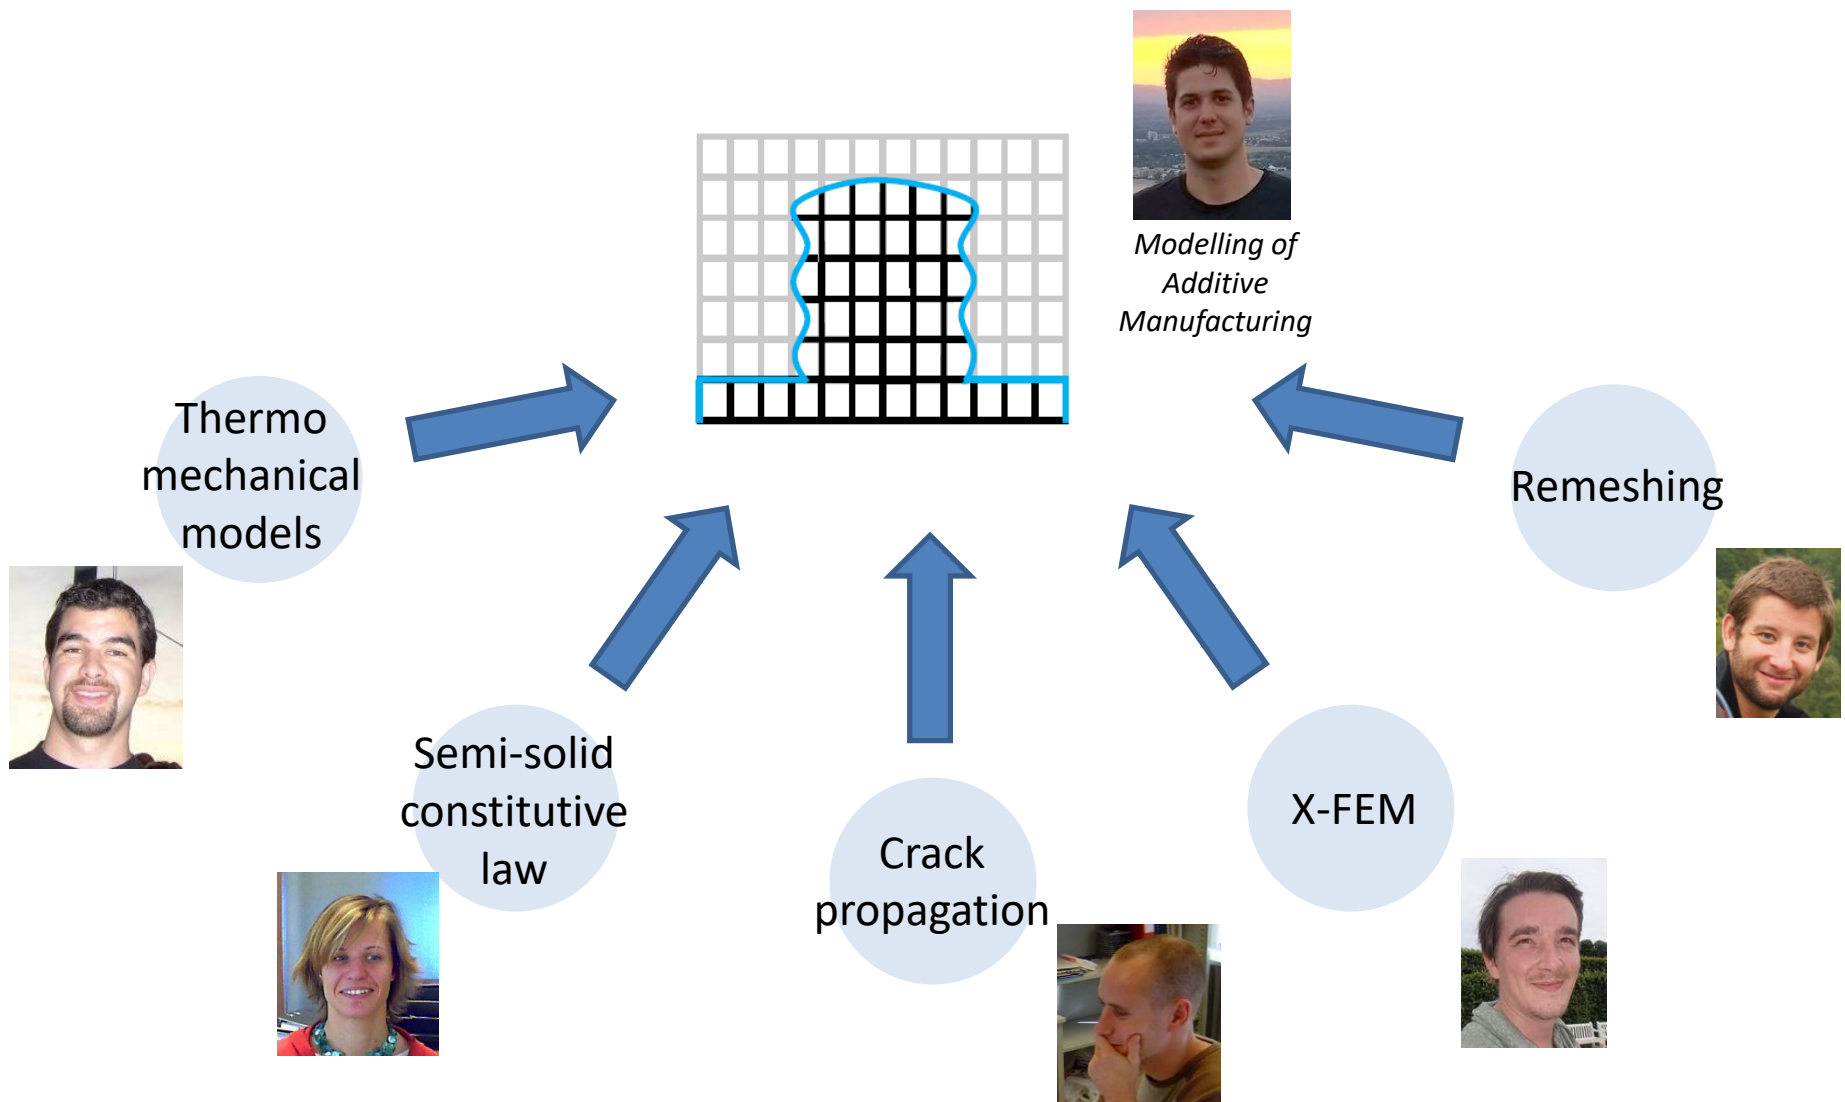 Modelling of
Additive
Manufacturing
Thermo
mechanical
models
Remeshing
Semi-solid
constitutive
law
Crack
propagation
X-FEM